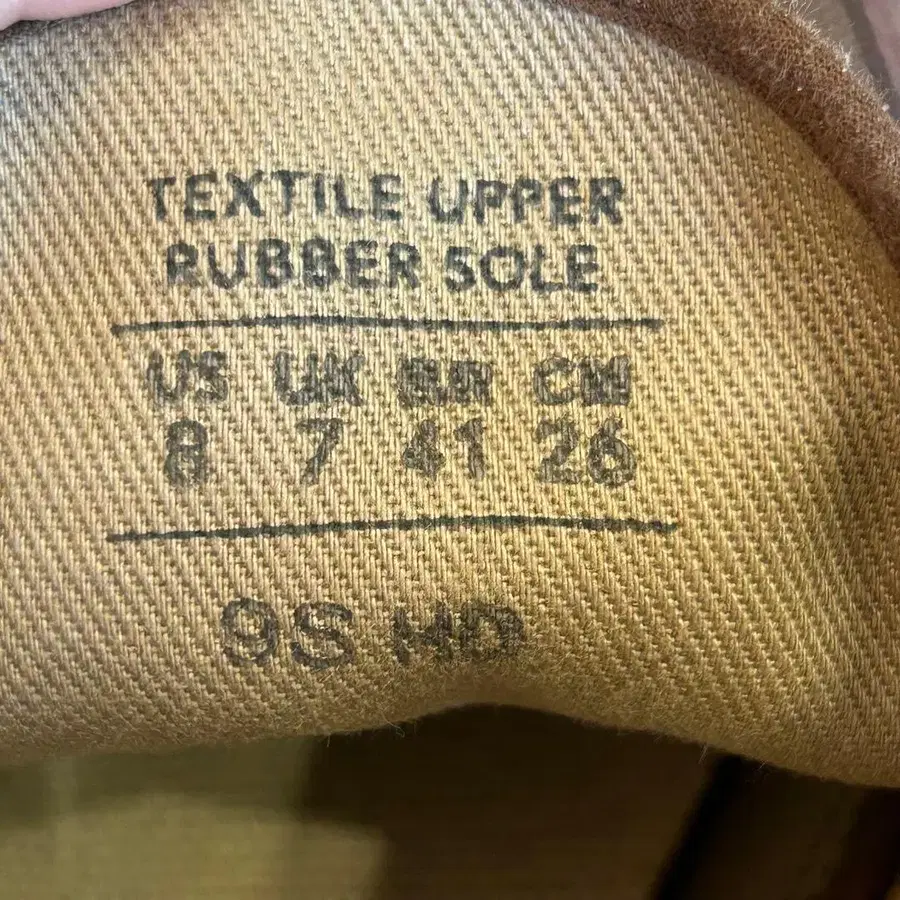 TEXTILE UPPER
RUBBER SOLE
US UK EUR CM
8 7 41 26
9S HD